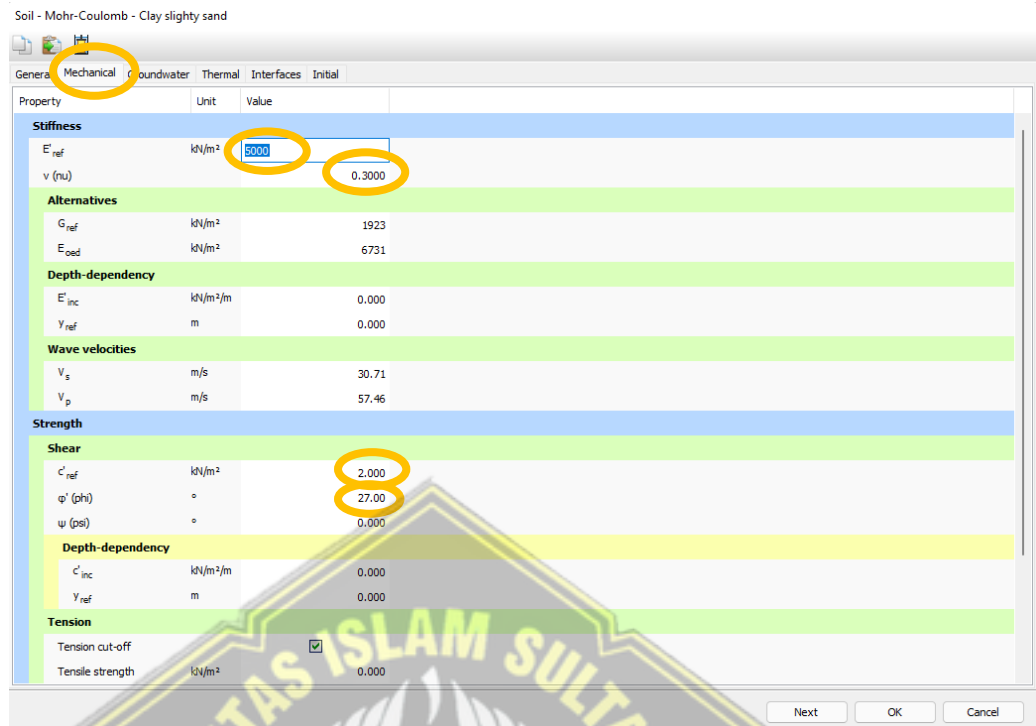 Soil - Mohr-Coulomb - Clay slighty sand
General Mechanical Groundwater Thermal Interfaces Initial
Property Unit Value
Stiffness
E'ref kN/m² 5000
ν (nu) 0.3000
Alternatives
Gref kN/m² 1923
Eoed kN/m² 6731
Depth-dependency
E'inc kN/m²/m 0.000
yref m 0.000
Wave velocities
Vs m/s 30.71
Vp m/s 57.46
Strength
Shear
c'ref kN/m² 2.000
φ' (phi) ° 27.00
ψ (psi) ° 0.000
Depth-dependency
c'inc kN/m²/m 0.000
yref m 0.000
Tension
Tension cut-off
Tensile strength kN/m² 0.000
TAS ISLAM SUL
Next OK Cancel